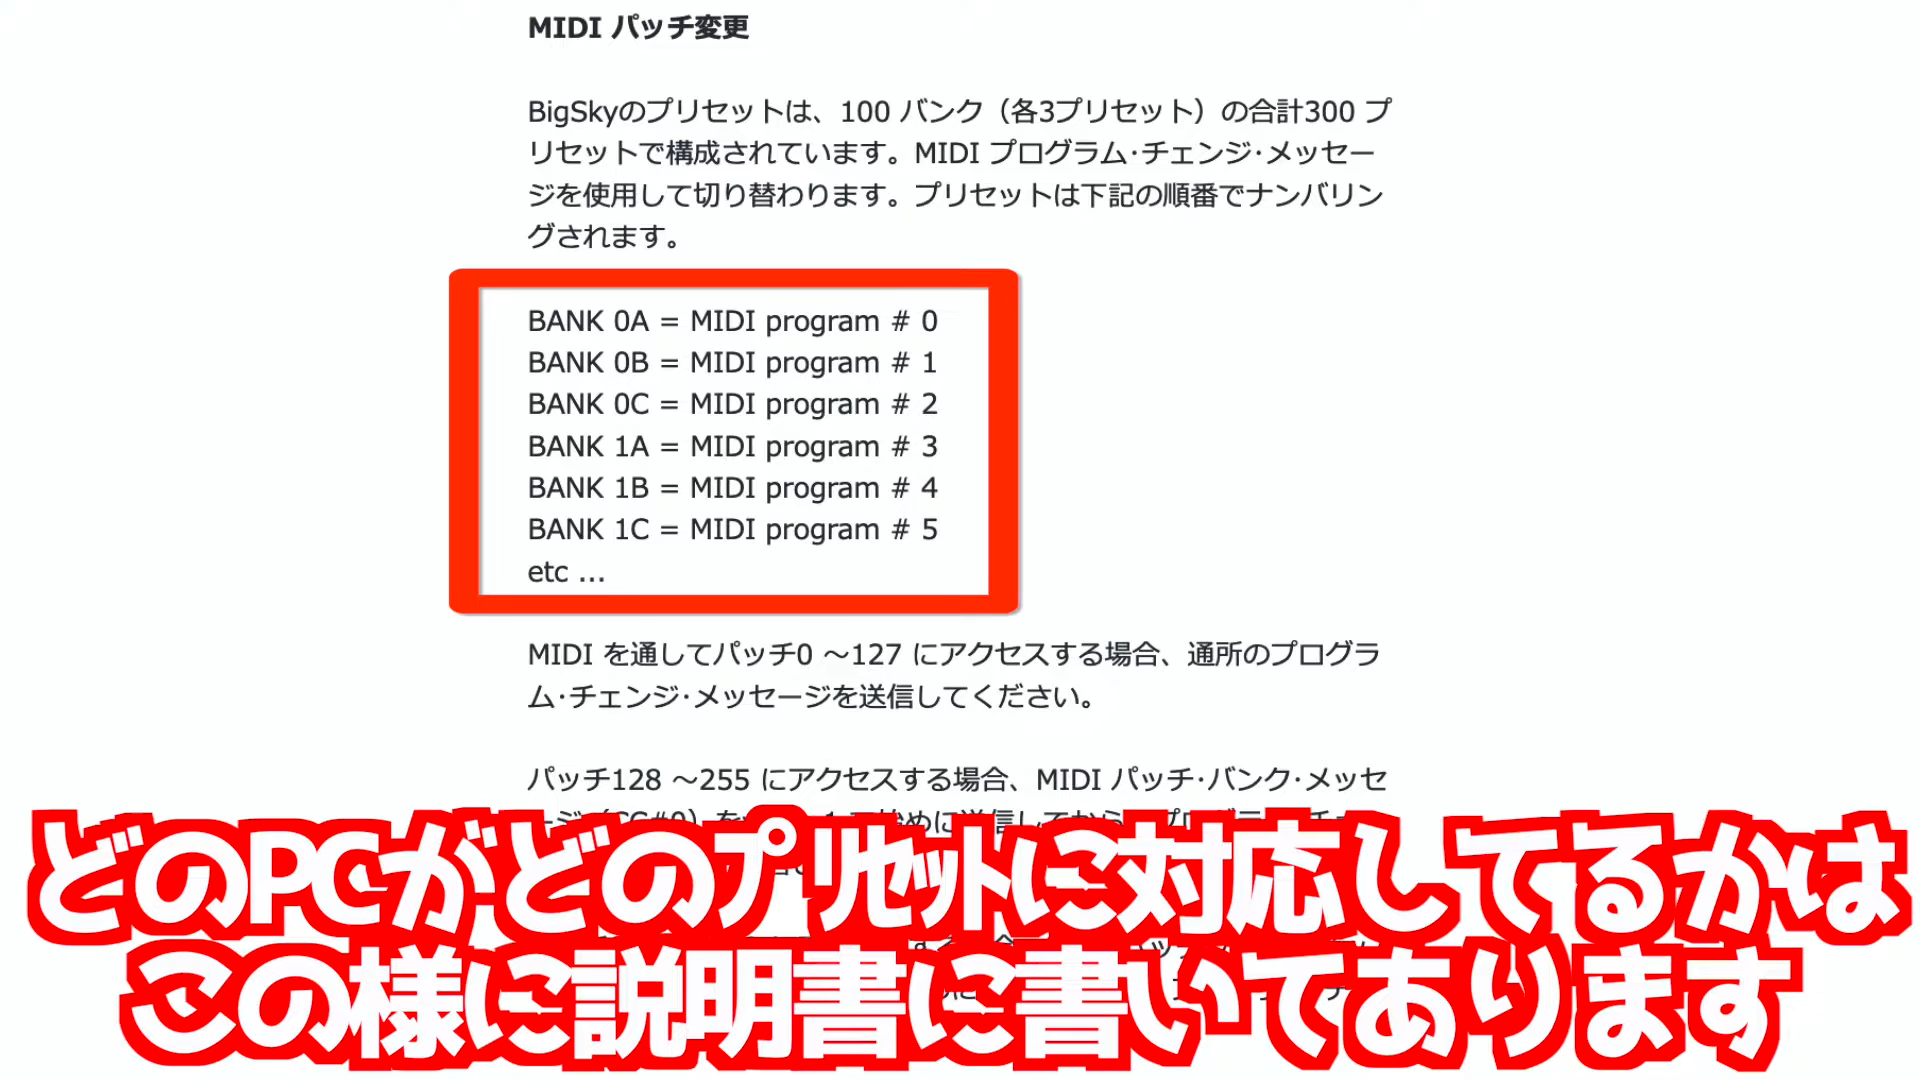 MIDI パッチ変更
BigSkyのプリセットは、100 バンク（各3プリセット）の合計300 プ
リセットで構成されています。MIDI プログラム･チェンジ･メッセー
ジを使用して切り替わります。プリセットは下記の順番でナンバリン
グされます。
BANK 0A = MIDI program # 0
BANK 0B = MIDI program # 1
BANK 0C = MIDI program # 2
BANK 1A = MIDI program # 3
BANK 1B = MIDI program # 4
BANK 1C = MIDI program # 5
etc ...
MIDI を通してパッチ0 ～127 にアクセスする場合、通所のプログラ
ム･チェンジ･メッセージを送信してください。
パッチ128 ～255 にアクセスする場合、MIDI パッチ･バンク･メッセ
どのPCがどのプリセットに対応してるかは
この様に説明書に書いてあります